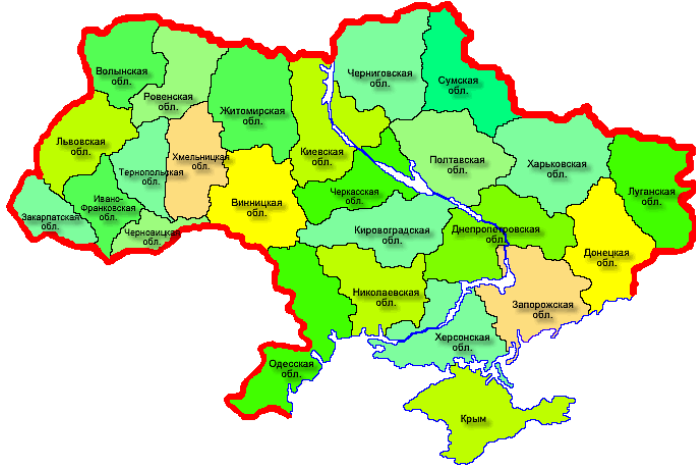 Волынская
обл.
Ровенская
обл.
Житомирская
обл.
Черниговская
обл.
Сумская
обл.
Львовская
обл.
Тернопольская
обл.
Хмельницкая
обл.
Киевская
обл.
Полтавская
обл.
Харьковская
обл.
Луганская
обл.
Закарпатская
обл.
Ивано-
Франковская
обл.
Черновицкая
обл.
Винницкая
обл.
Черкасская
обл.
Кировоградская
обл.
Днепропетровская
обл.
Донецкая
обл.
Николаевская
обл.
Запорожская
обл.
Херсонская
обл.
Одесская
обл.
Крым